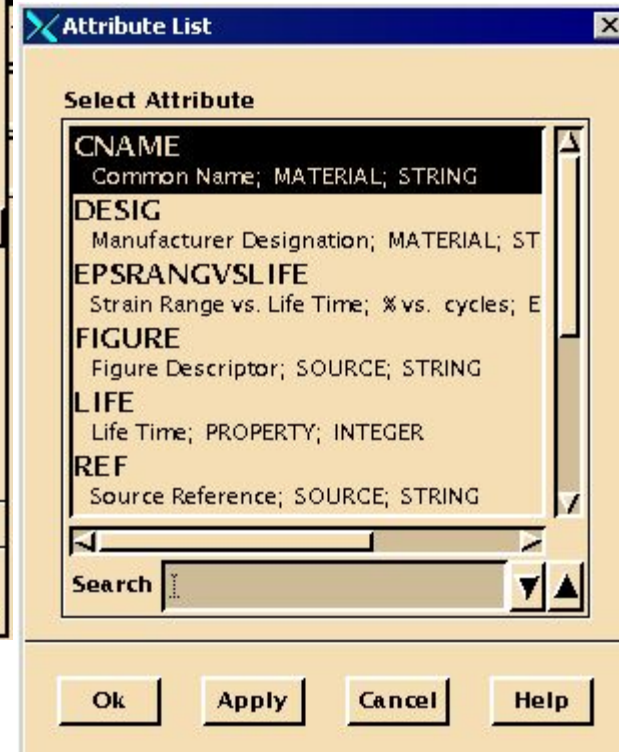 Attribute List
Select Attribute
CNAME
Common Name; MATERIAL; STRING
DESIG
Manufacturer Designation; MATERIAL; ST
EPSRANGVSLIFE
Strain Range vs. Life Time; % vs. cycles; E
FIGURE
Figure Descriptor; SOURCE; STRING
LIFE
Life Time; PROPERTY; INTEGER
REF
Source Reference; SOURCE; STRING
Search
Ok Apply Cancel Help